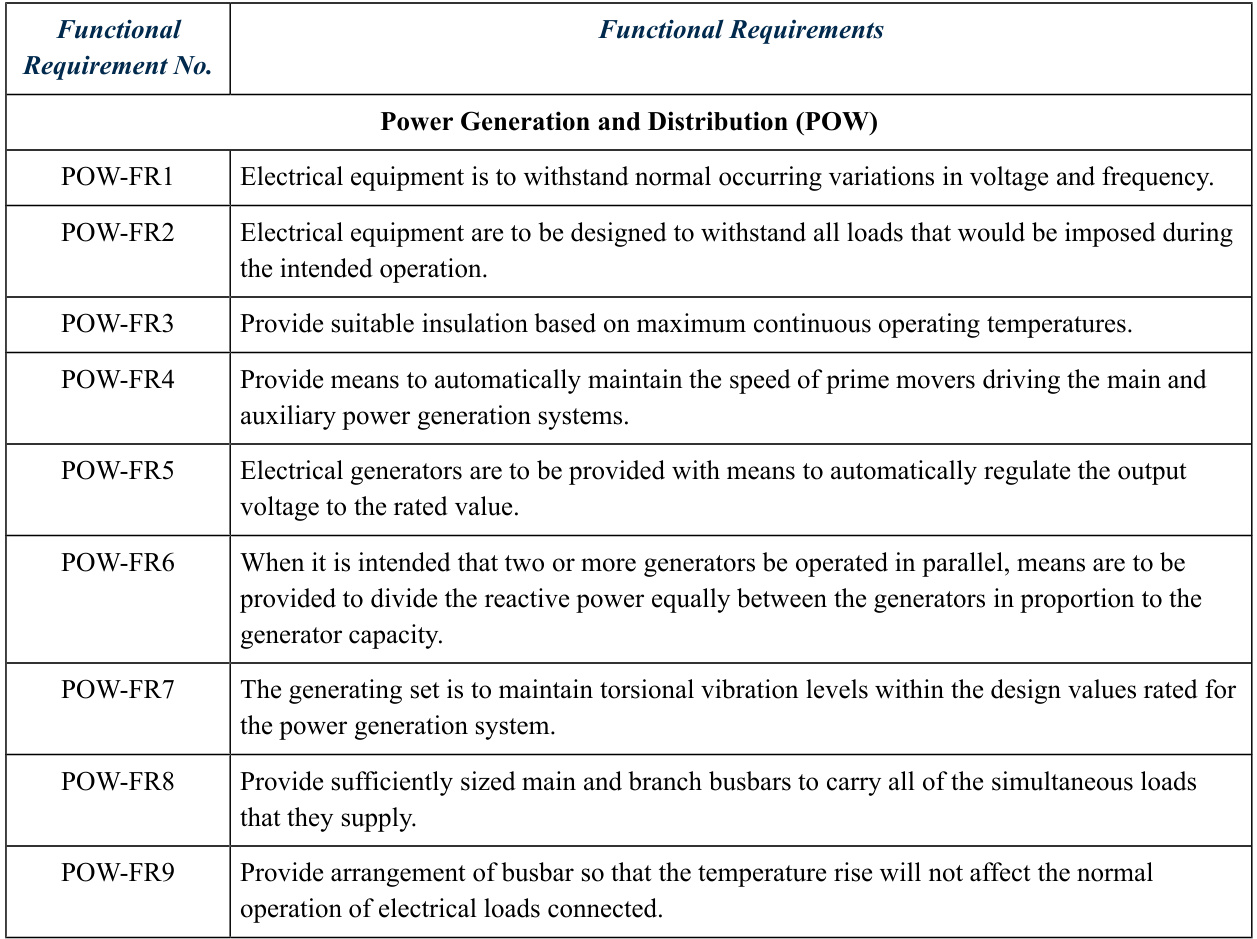 Functional
Requirement No.
Functional Requirements
Power Generation and Distribution (POW)
POW-FR1
Electrical equipment is to withstand normal occurring variations in voltage and frequency.
POW-FR2
Electrical equipment are to be designed to withstand all loads that would be imposed during
the intended operation.
POW-FR3
Provide suitable insulation based on maximum continuous operating temperatures.
POW-FR4
Provide means to automatically maintain the speed of prime movers driving the main and
auxiliary power generation systems.
POW-FR5
Electrical generators are to be provided with means to automatically regulate the output
voltage to the rated value.
POW-FR6
When it is intended that two or more generators be operated in parallel, means are to be
provided to divide the reactive power equally between the generators in proportion to the
generator capacity.
POW-FR7
The generating set is to maintain torsional vibration levels within the design values rated for
the power generation system.
POW-FR8
Provide sufficiently sized main and branch busbars to carry all of the simultaneous loads
that they supply.
POW-FR9
Provide arrangement of busbar so that the temperature rise will not affect the normal
operation of electrical loads connected.